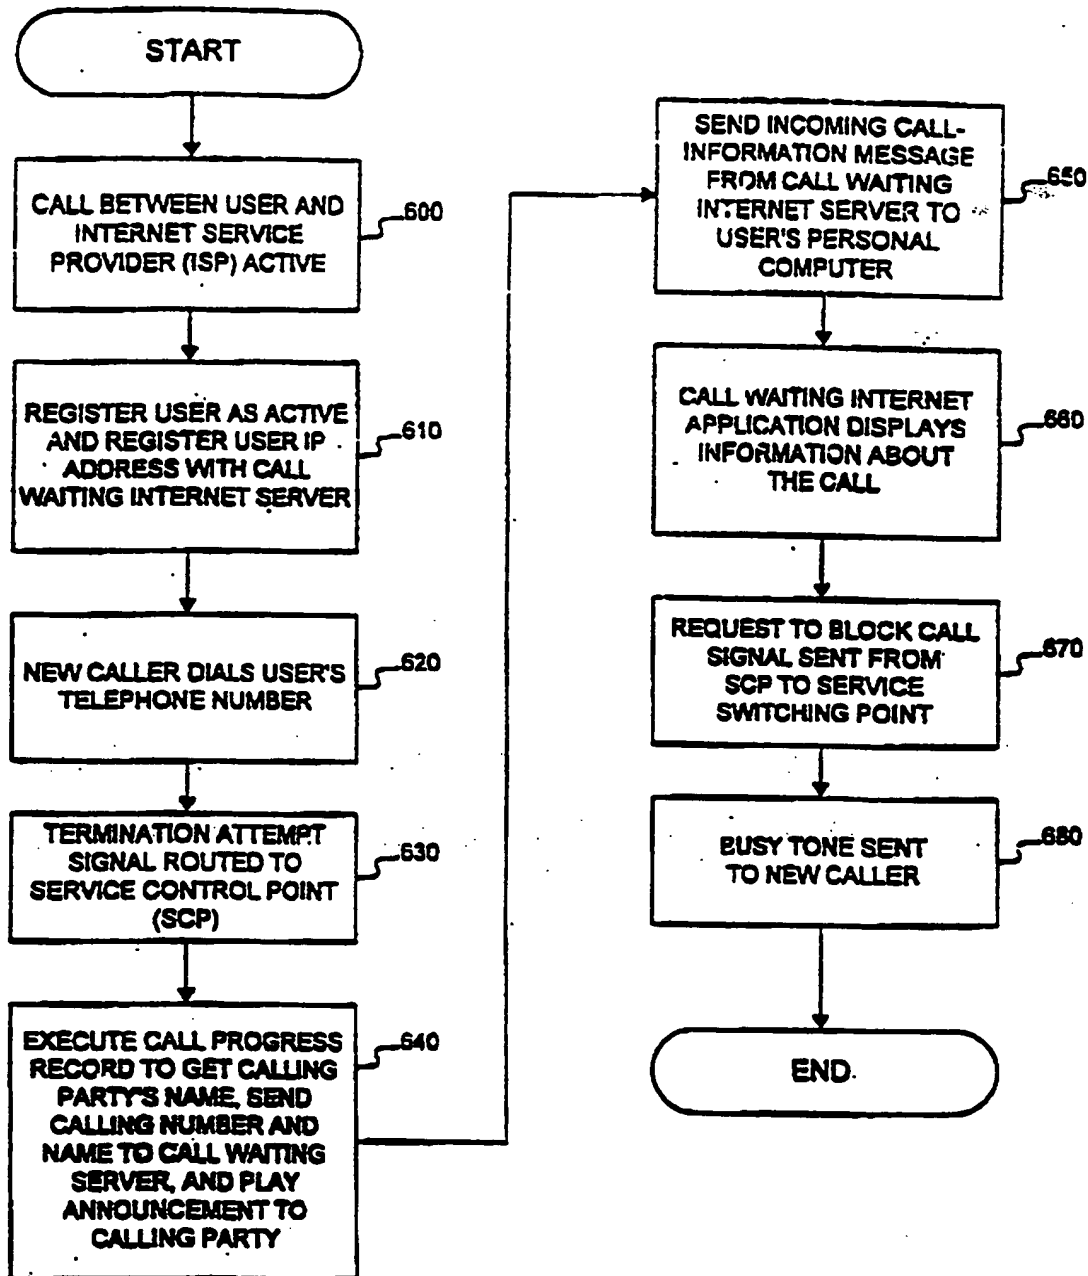 START
CALL BETWEEN USER AND
INTERNET SERVICE
PROVIDER (ISP) ACTIVE
600
REGISTER USER AS ACTIVE
AND REGISTER USER IP
ADDRESS WITH CALL
WAITING INTERNET SERVER
610
NEW CALLER DIALS USER'S
TELEPHONE NUMBER
620
TERMINATION ATTEMPT
SIGNAL ROUTED TO
SERVICE CONTROL POINT
(SCP)
630
EXECUTE CALL PROGRESS
RECORD TO GET CALLING
PARTY'S NAME, SEND
CALLING NUMBER AND
NAME TO CALL WAITING
SERVER, AND PLAY
ANNOUNCEMENT TO
CALLING PARTY
640
SEND INCOMING CALL-
INFORMATION MESSAGE
FROM CALL WAITING
INTERNET SERVER TO
USER'S PERSONAL
COMPUTER
650
CALL WAITING INTERNET
APPLICATION DISPLAYS
INFORMATION ABOUT
THE CALL
660
REQUEST TO BLOCK CALL
SIGNAL SENT FROM
SCP TO SERVICE
SWITCHING POINT
670
BUSY TONE SENT
TO NEW CALLER
680
END